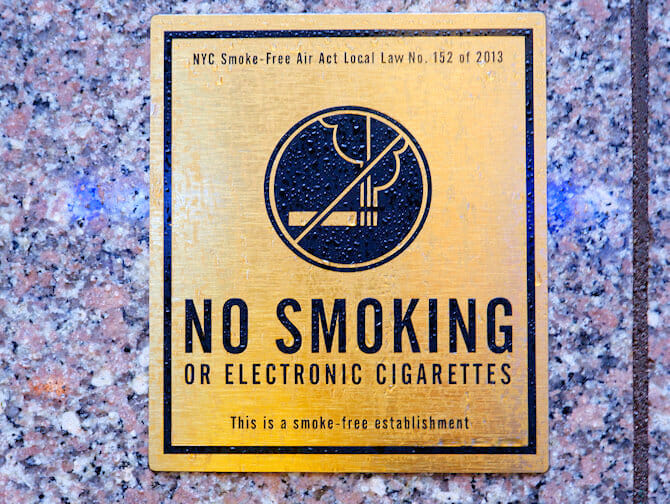 NYC Smoke-Free Air Act Local Law No. 152 of 2013
NO SMOKING
OR ELECTRONIC CIGARETTES
This is a smoke-free establishment